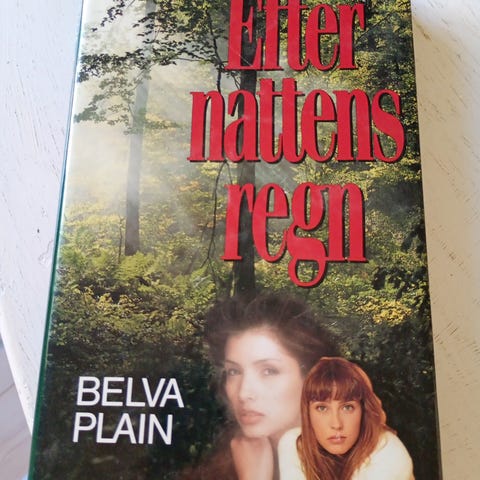 Efter
nattens
regn
BELVA
PLAIN